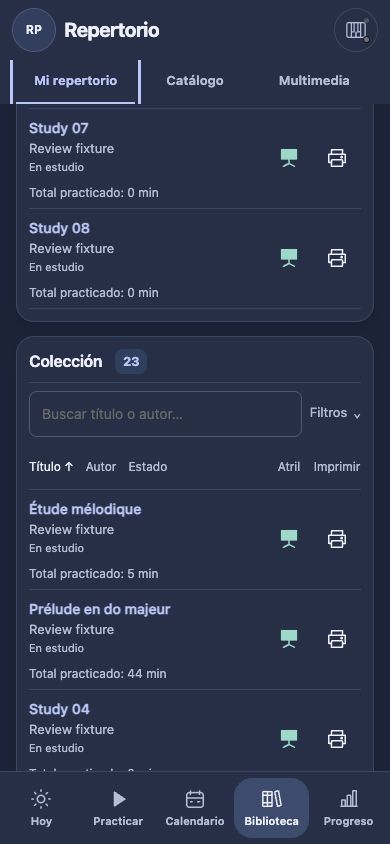 RP Repertorio
Mi repertorio Catálogo Multimedia
Study 07
Review fixture
En estudio
Total practicado: 0 min
Study 08
Review fixture
En estudio
Total practicado: 0 min
Colección 23
Buscar título o autor...
Filtros
Título ↑ Autor Estado Atril Imprimir
Étude mélodique
Review fixture
En estudio
Total practicado: 5 min
Prélude en do majeur
Review fixture
En estudio
Total practicado: 44 min
Study 04
Review fixture
En estudio
Hoy Practicar Calendario Biblioteca Progreso